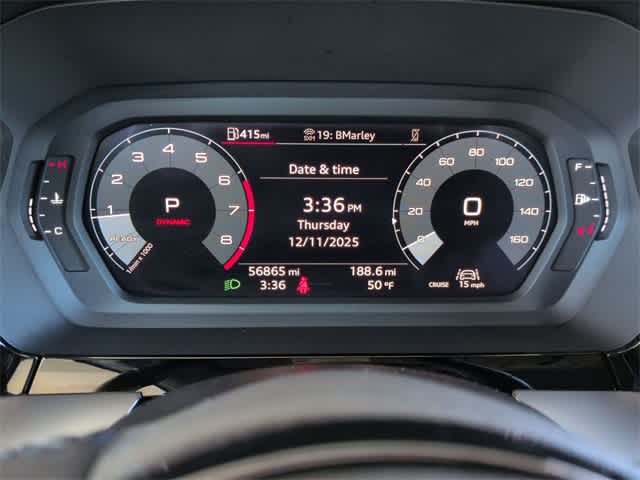 415mi
1001 19: BMarley
Date & time
3:36 PM
Thursday
12/11/2025
56865 mi 188.6 mi
3:36 50 °F
1 2 3 4 5 6 7 8
P
DYNAMIC
READY
1/min x 1000
0 20 40 60 80 100 120 140 160
0
MPH
CRUISE 15 mph
H
C
F